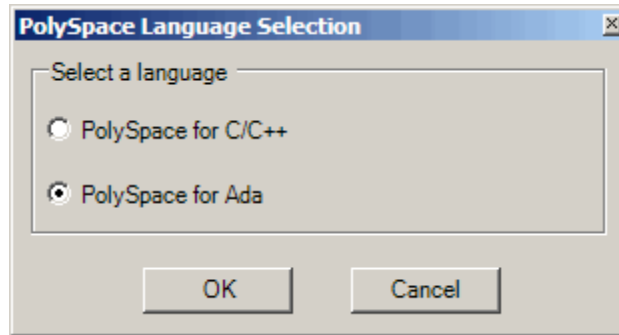 PolySpace Language Selection
Select a language
PolySpace for C/C++
PolySpace for Ada
OK Cancel